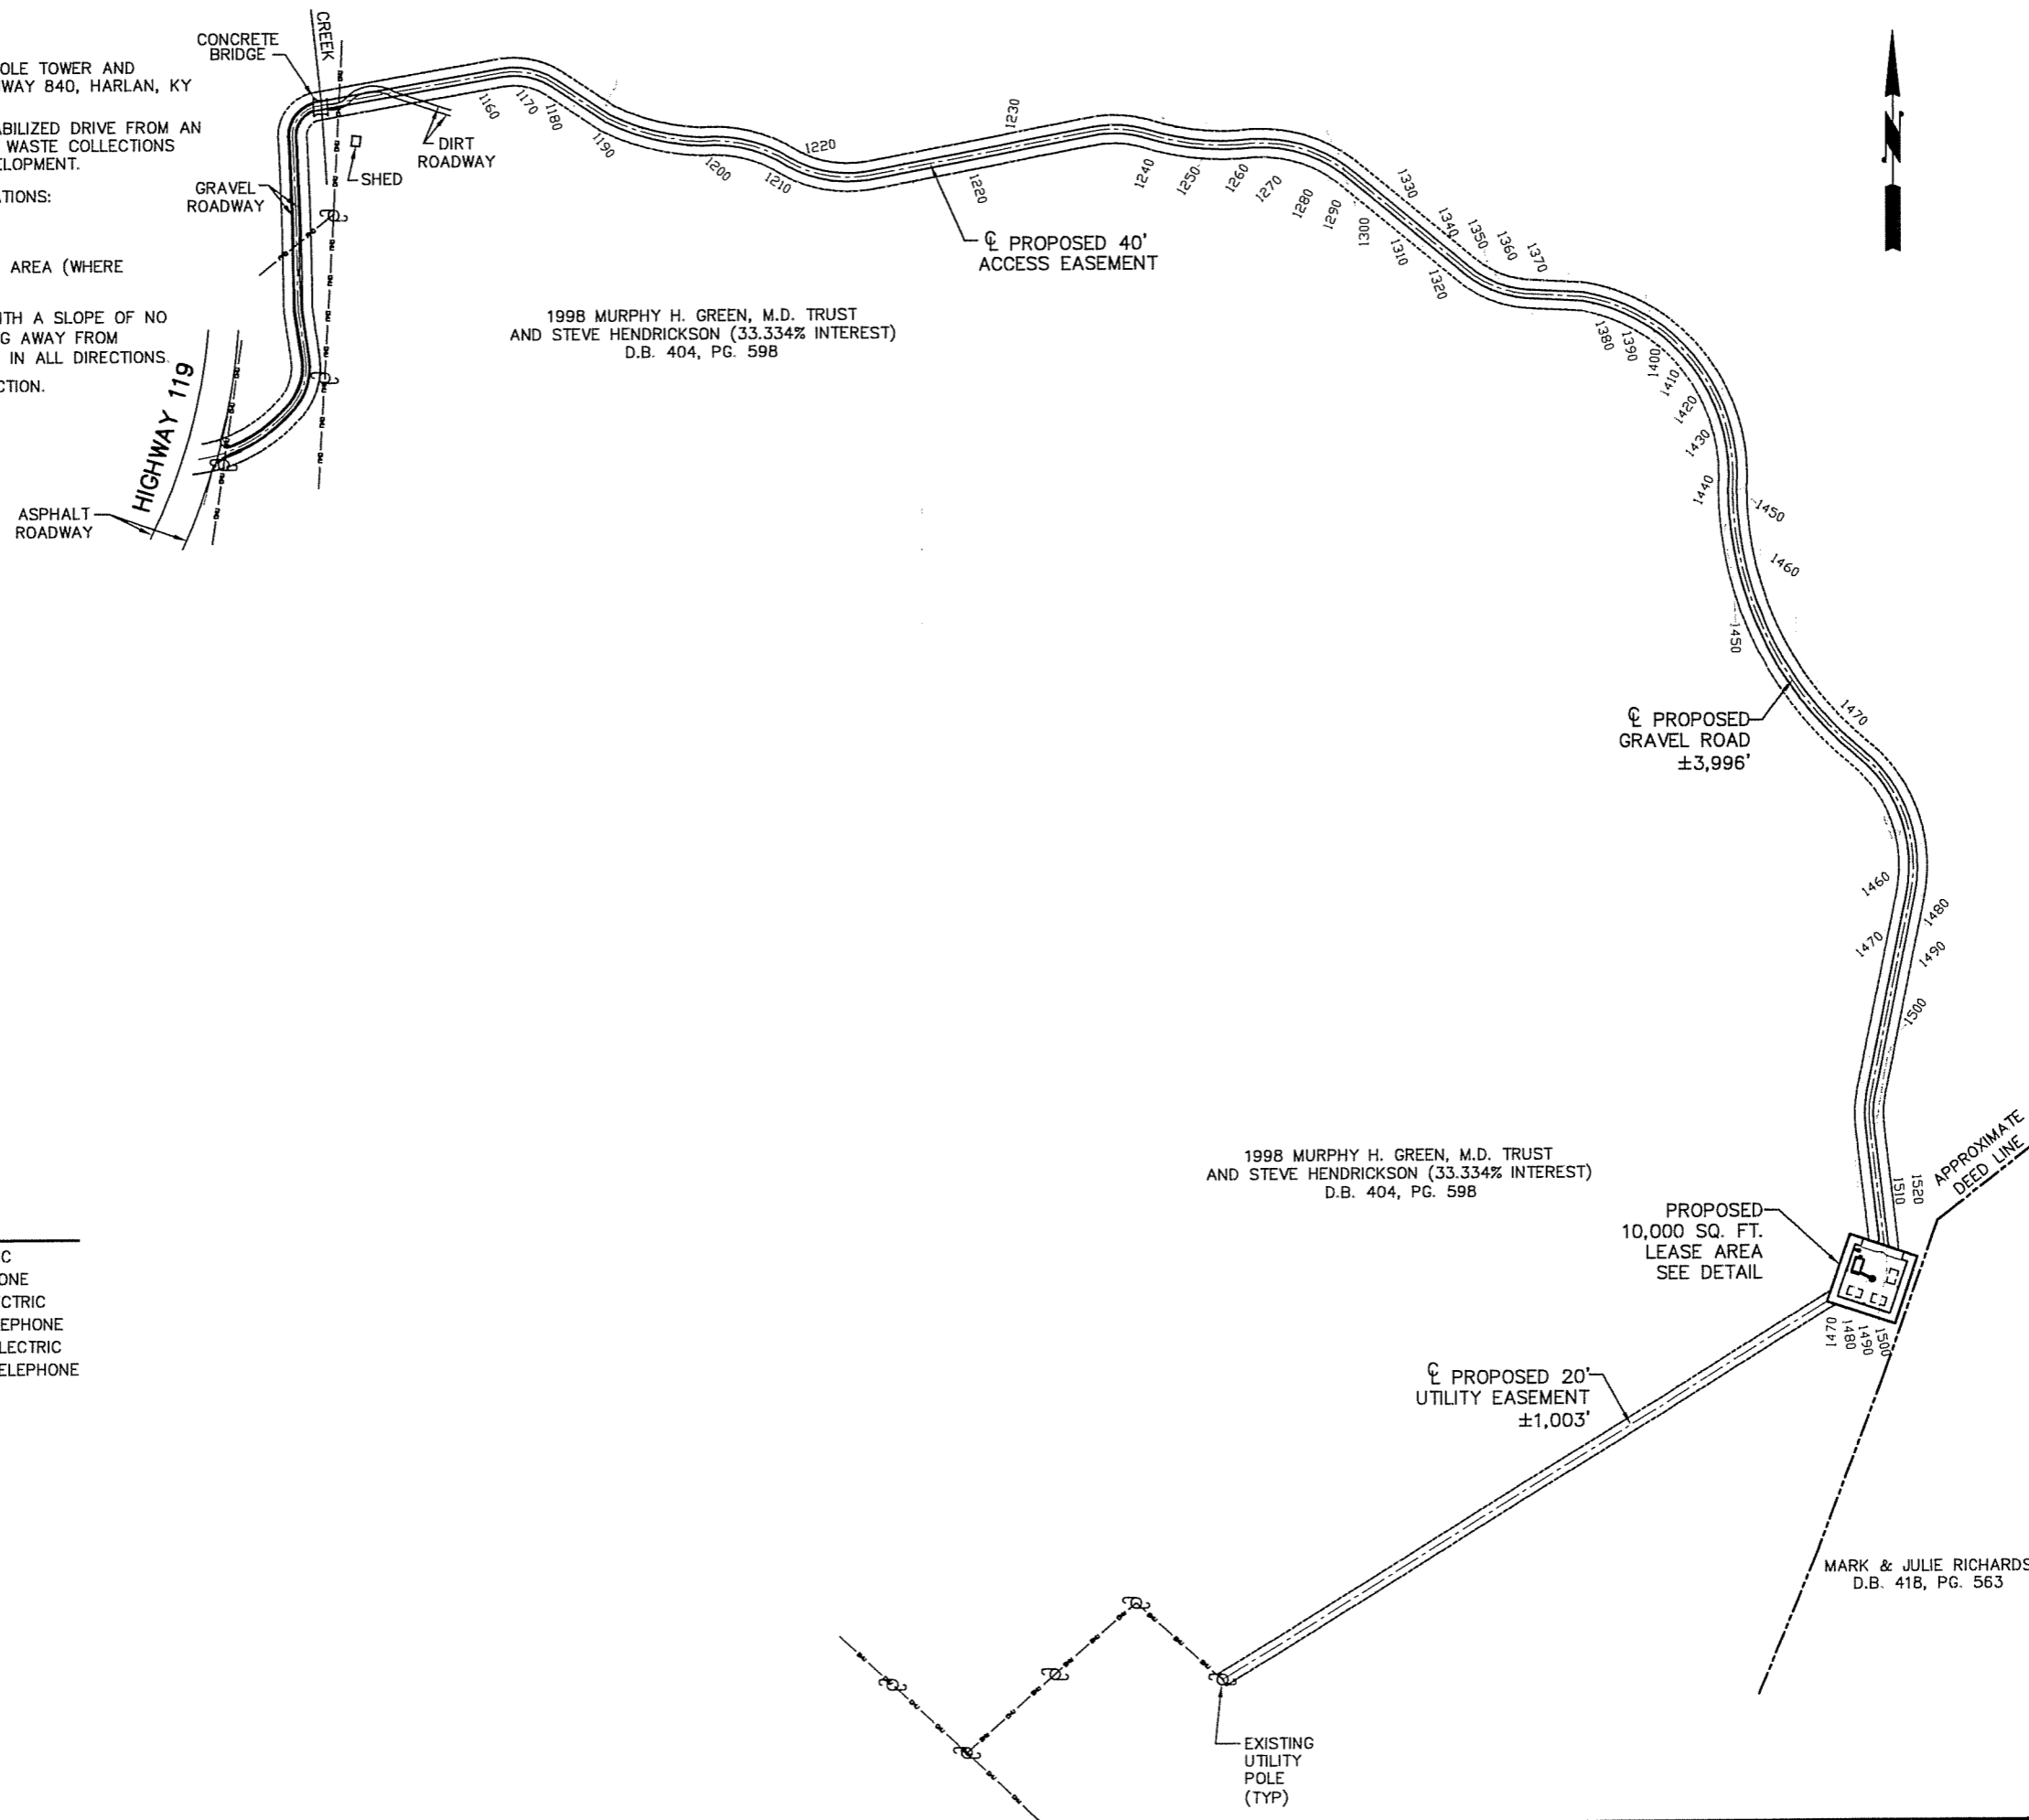 OLE TOWER AND
WAY 840, HARLAN, KY
ABILIZED DRIVE FROM AN
WASTE COLLECTIONS
ELOPMENT.
ATIONS:
AREA (WHERE
ITH A SLOPE OF NO
G AWAY FROM
IN ALL DIRECTIONS.
CTION.
CONCRETE
BRIDGE
CREEK
DIRT
ROADWAY
SHED
GRAVEL
ROADWAY
HIGHWAY 119
ASPHALT
ROADWAY
1160
1170
1180
1190
1200
1210
1220
1220
1230
1240
1250
1260
1270
1280
1290
1300
1310
1320
1330
1340
1350
1360
1370
1380
1390
1400
1410
1420
1430
1440
1450
1460
1450
1470
1460
1480
1470
1490
1500
1510
1520
N
℄ PROPOSED 40'
ACCESS EASEMENT
1998 MURPHY H. GREEN, M.D. TRUST
AND STEVE HENDRICKSON (33.334% INTEREST)
D.B. 404, PG. 598
℄ PROPOSED
GRAVEL ROAD
±3,996'
1998 MURPHY H. GREEN, M.D. TRUST
AND STEVE HENDRICKSON (33.334% INTEREST)
D.B. 404, PG. 598
APPROXIMATE
DEED LINE
PROPOSED
10,000 SQ. FT.
LEASE AREA
SEE DETAIL
1470
1480
1490
1500
C
ONE
CTRIC
EPHONE
LECTRIC
ELEPHONE
℄ PROPOSED 20'
UTILITY EASEMENT
±1,003'
MARK & JULIE RICHARDS
D.B. 418, PG. 563
EXISTING
UTILITY
POLE
(TYP)